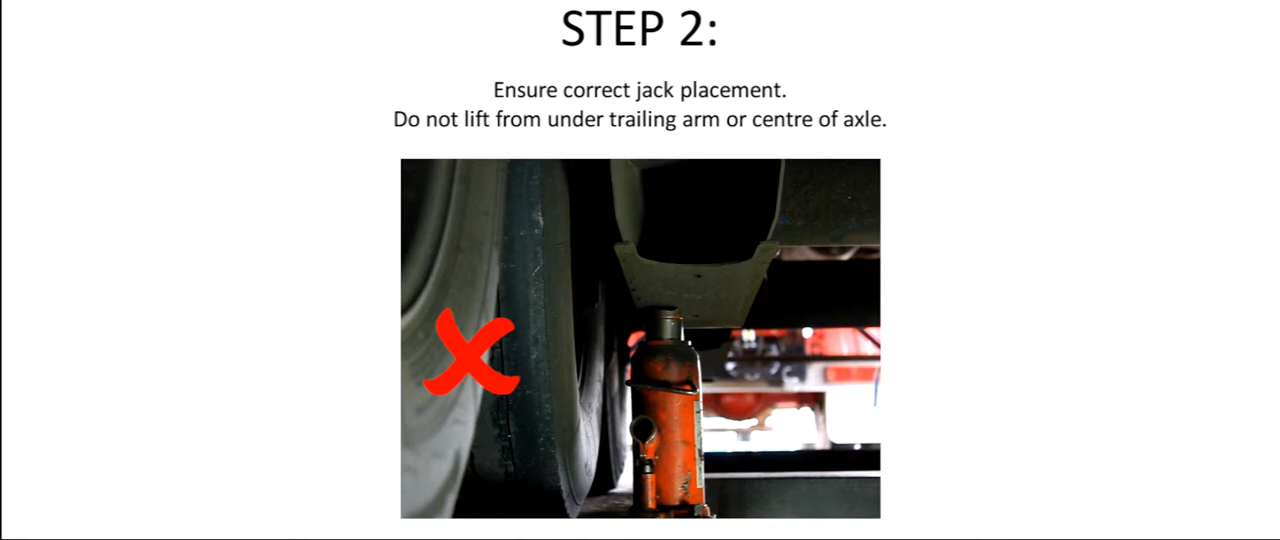 STEP 2:
Ensure correct jack placement.
Do not lift from under trailing arm or centre of axle.